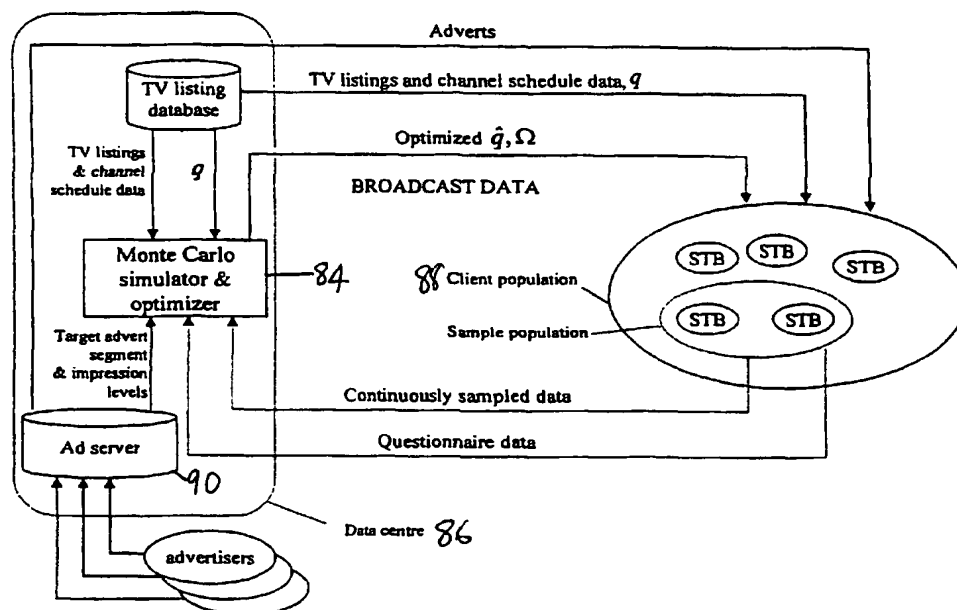 Adverts
TV listing
database
TV listings and channel schedule data, q
TV listings
& channel
schedule data
q
Optimized q̂, Ω
BROADCAST DATA
Monte Carlo
simulator &
optimizer
84
88 Client population
Sample population
STB
STB
STB
STB
STB
Target advert
segment
& impression
levels
Continuously sampled data
Questionnaire data
Ad server
90
Data centre 86
advertisers